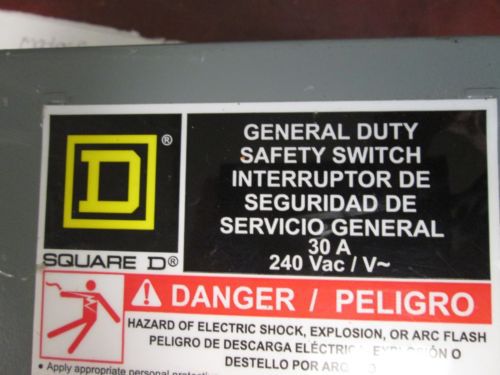 D®
SQUARE D®
GENERAL DUTY
SAFETY SWITCH
INTERRUPTOR DE
SEGURIDAD DE
SERVICIO GENERAL
30 A
240 Vac / V~
DANGER / PELIGRO
HAZARD OF ELECTRIC SHOCK, EXPLOSION, OR ARC FLASH
PELIGRO DE DESCARGA ELÉCTRICA, EXPLOSIÓN O
DESTELLO POR
• Apply appropriate personal